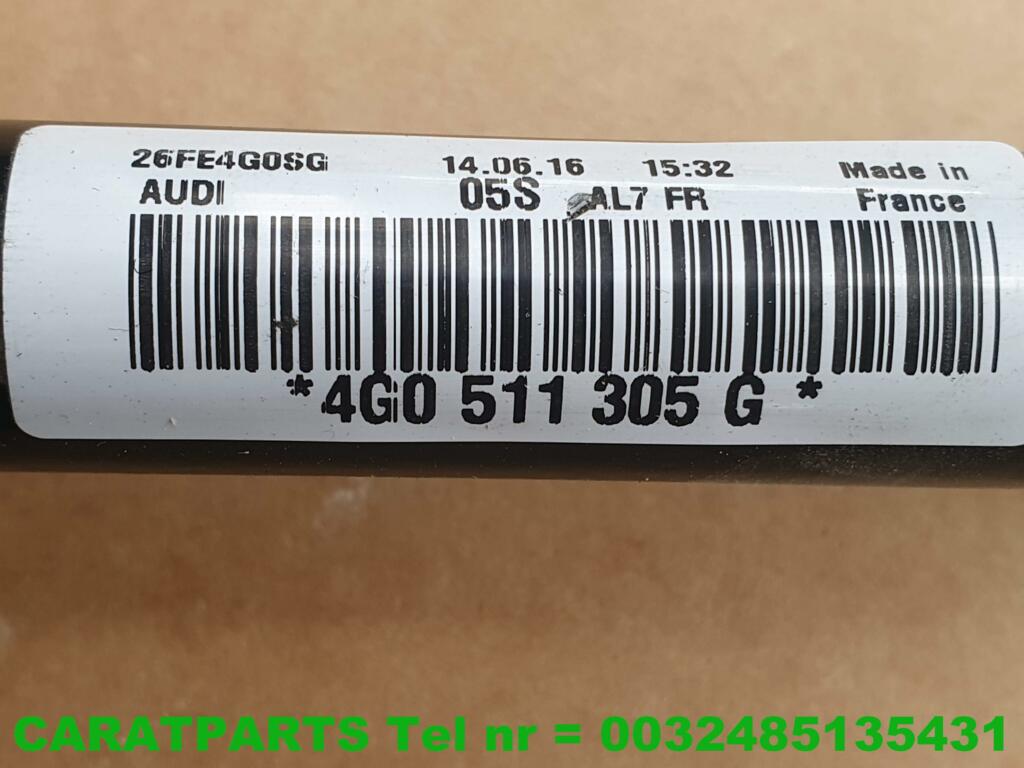 26FE4G0SG 14.06.16 15:32 Made in
AUDI 05S AL7 FR France
*4G0 511 305 G *
CARATPARTS Tel nr = 0032485135431